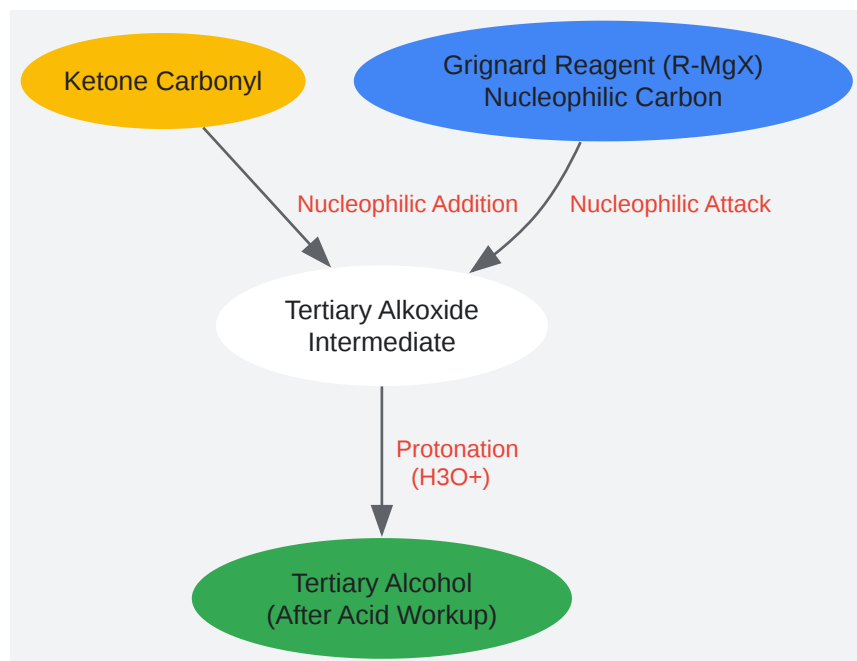 Ketone Carbonyl
Grignard Reagent (R-MgX)
Nucleophilic Carbon
Nucleophilic Addition
Nucleophilic Attack
Tertiary Alkoxide
Intermediate
Protonation
(H3O+)
Tertiary Alcohol
(After Acid Workup)